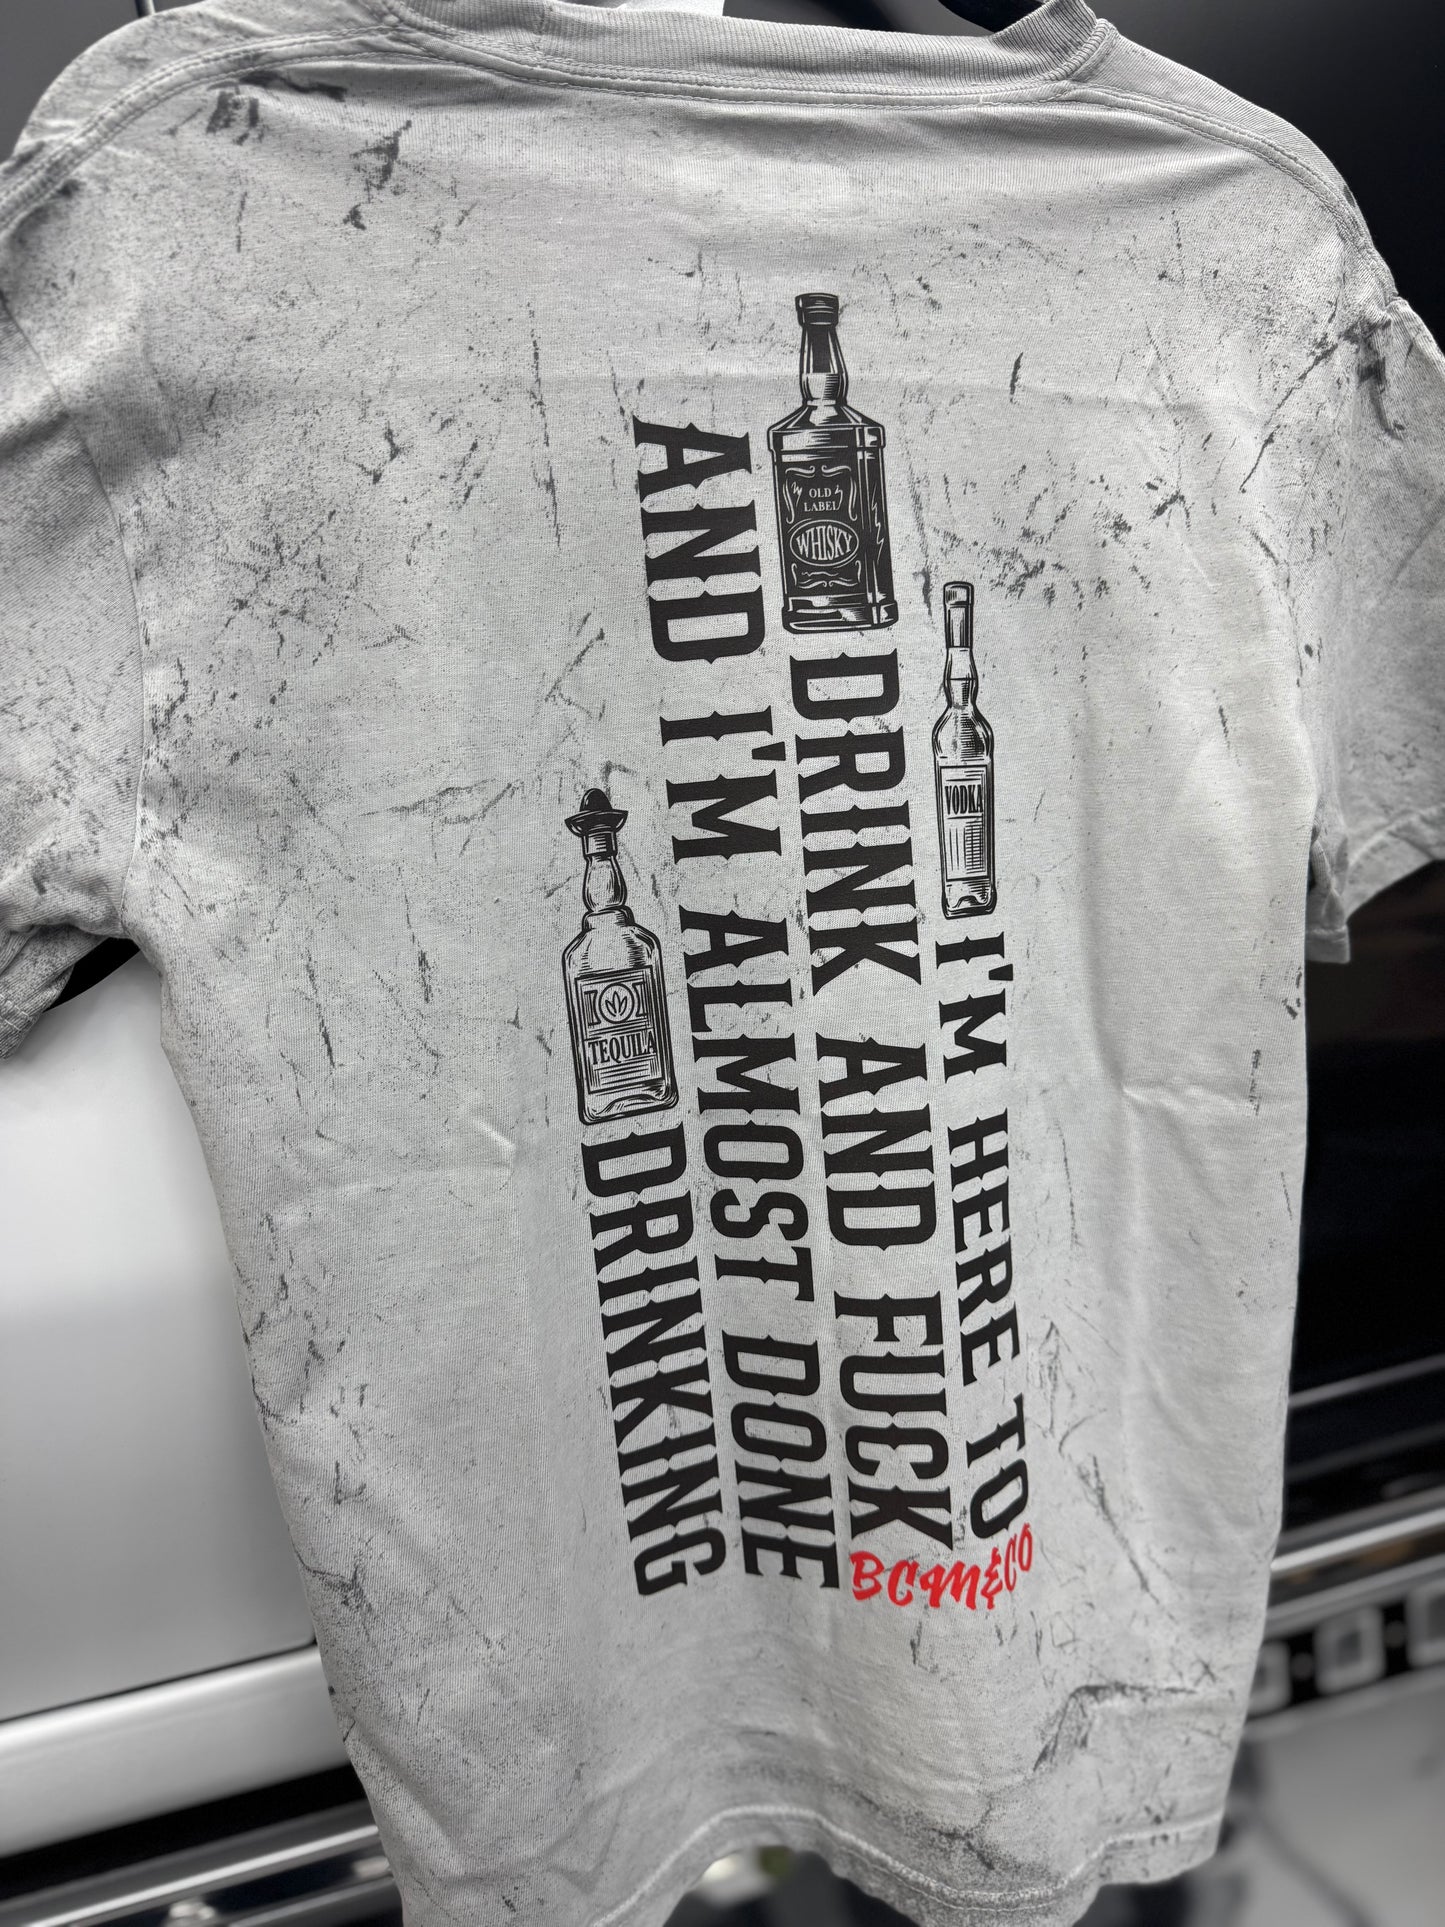 I'M HERE TO
DRINK AND FUCK
AND I'M ALMOST DONE
DRINKING
BCM&CO
OLD
LABEL
WHISKY
VODKA
TEQUILA